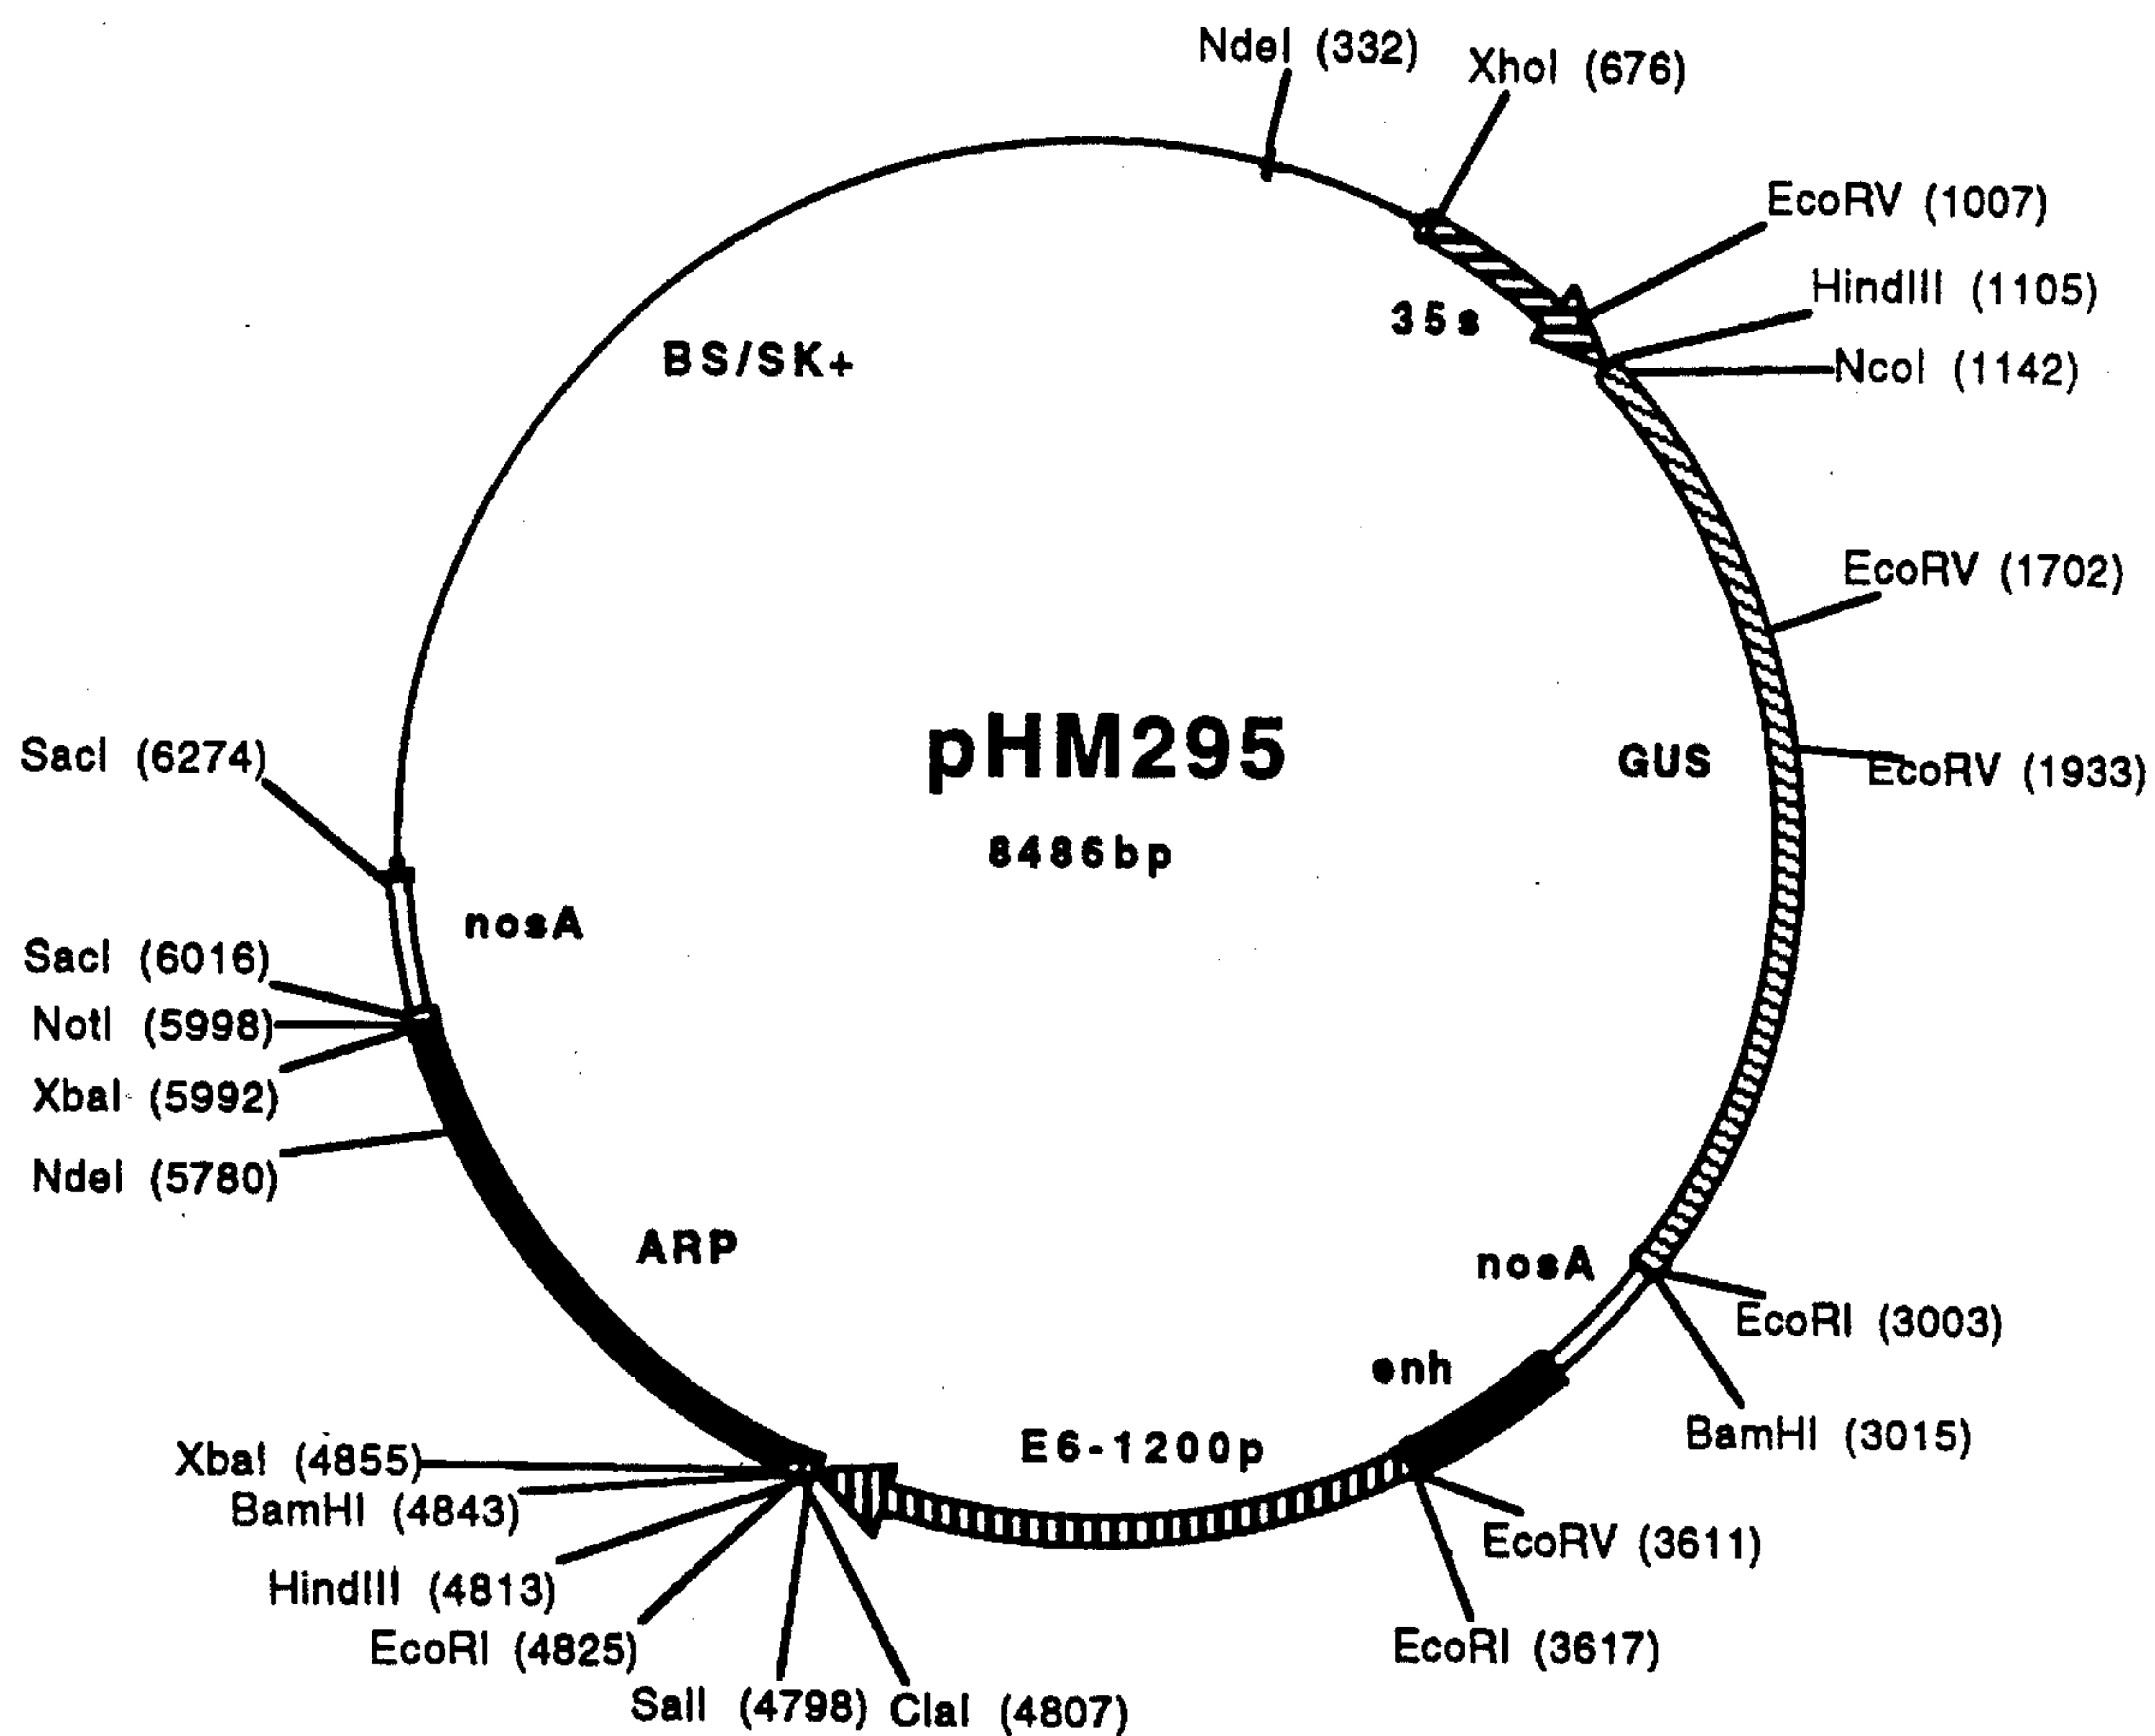 NdeI (332)
XhoI (676)
EcoRV (1007)
HindIII (1105)
NcoI (1142)
35s
BS/SK+
EcoRV (1702)
pHM295
8486bp
GUS
EcoRV (1933)
SacI (6274)
nosA
SacI (6016)
NotI (5998)
XbaI (5992)
NdeI (5780)
ARP
nosA
EcoRI (3003)
enh
BamHI (3015)
E6-1200p
XbaI (4855)
BamHI (4843)
EcoRV (3611)
HindIII (4813)
EcoRI (4825)
EcoRI (3617)
SalI (4798)
ClaI (4807)